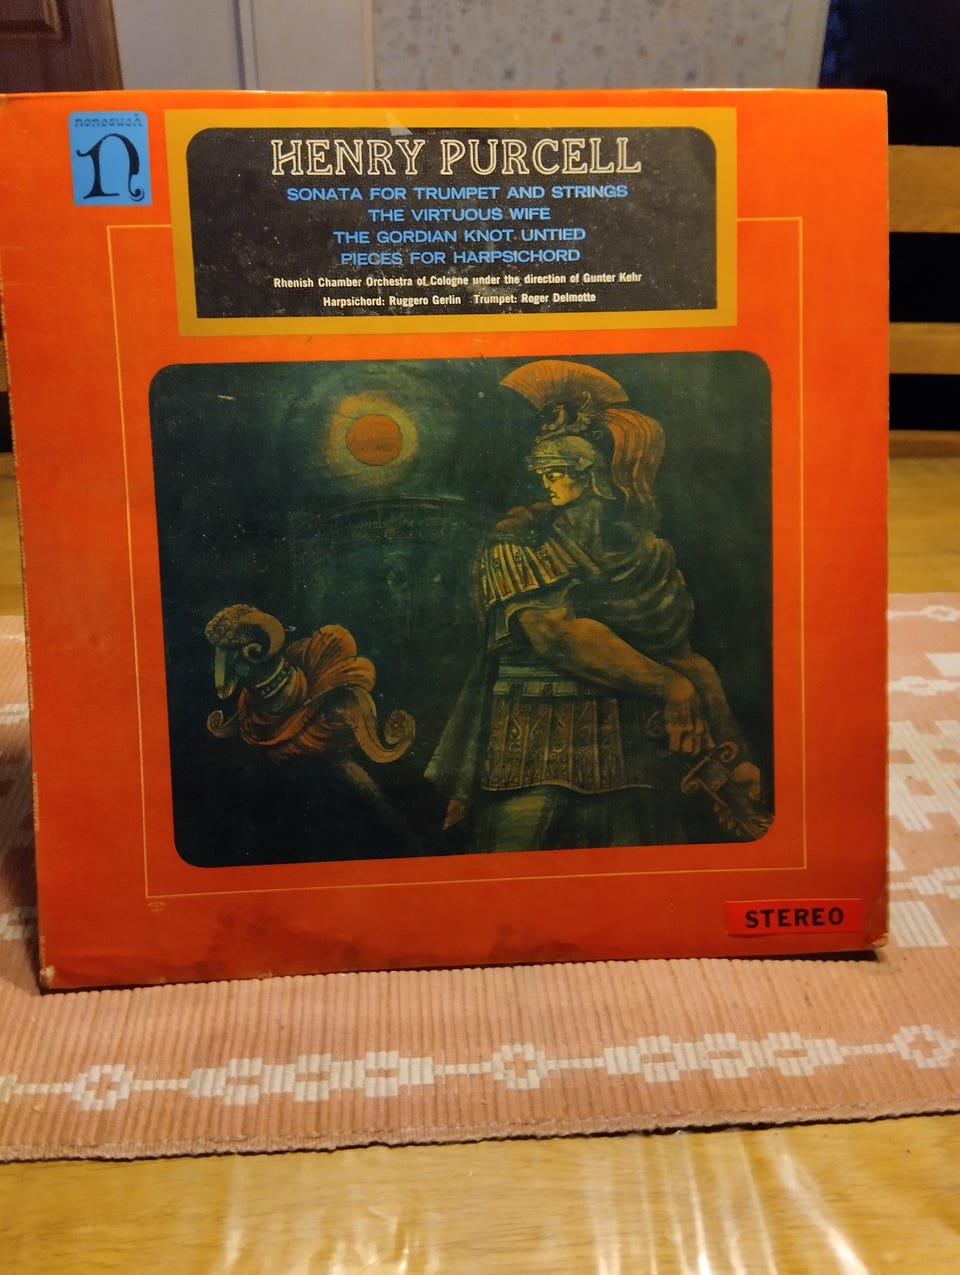 nonesuch
n
HENRY PURCELL
SONATA FOR TRUMPET AND STRINGS
THE VIRTUOUS WIFE
THE GORDIAN KNOT UNTIED
PIECES FOR HARPSICHORD
Rhenish Chamber Orchestra of Cologne under the direction of Gunter Kehr
Harpsichord: Ruggero Gerlin Trumpet: Roger Delmotte
STEREO